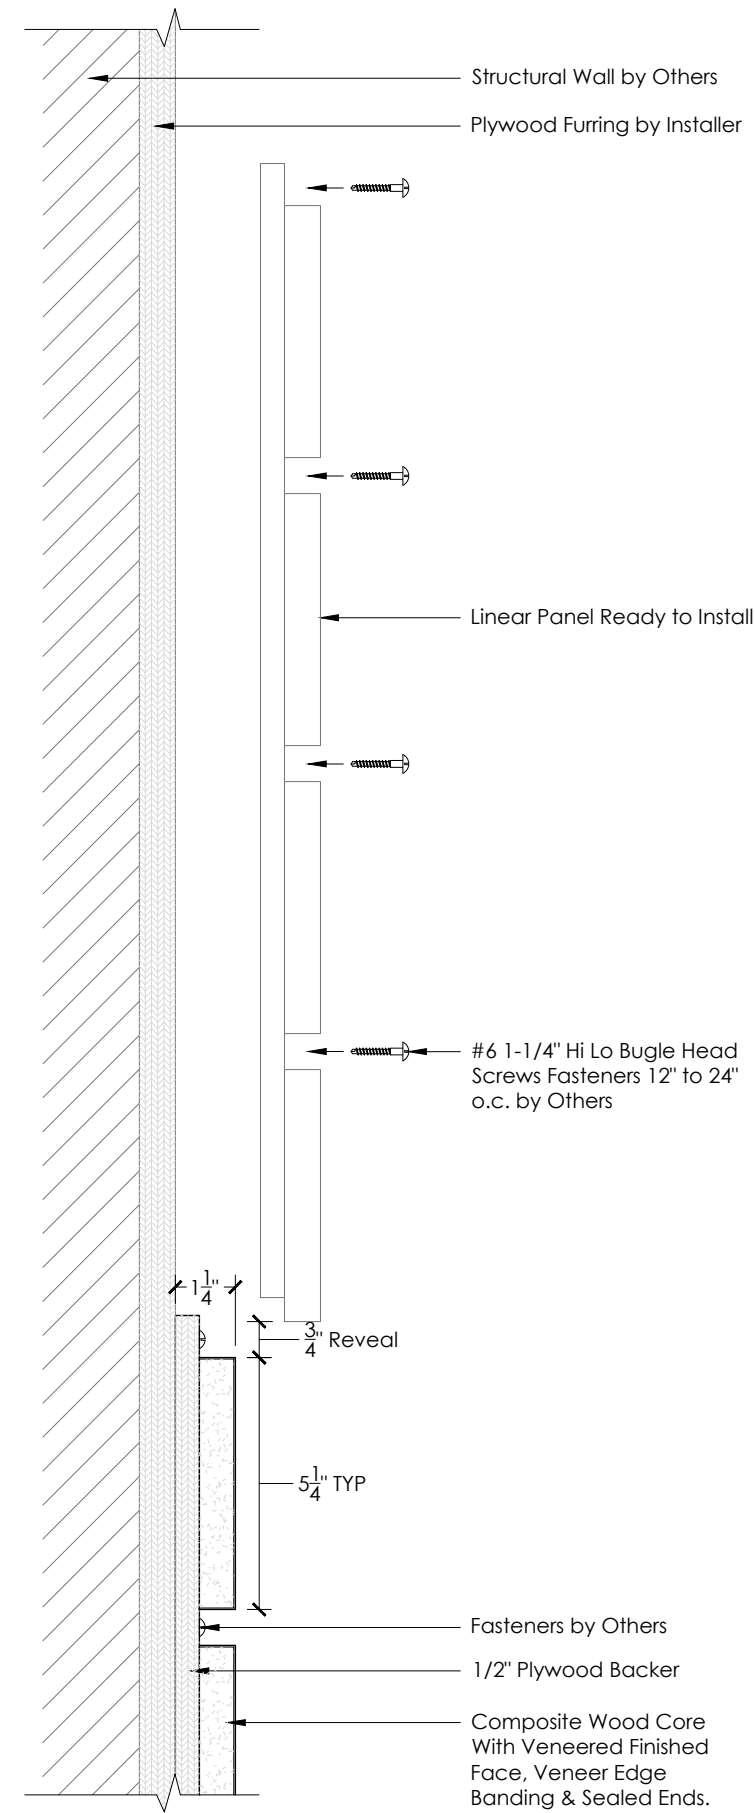 Structural Wall by Others
Plywood Furring by Installer
Linear Panel Ready to Install
#6 1-1/4" Hi Lo Bugle Head
Screws Fasteners 12" to 24"
o.c. by Others
1 1/4"
3/4" Reveal
5 1/4" TYP
Fasteners by Others
1/2" Plywood Backer
Composite Wood Core
With Veneered Finished
Face, Veneer Edge
Banding & Sealed Ends.